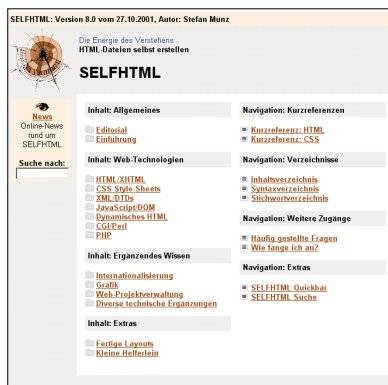 SELFHTML: Version 8.0 vom 27.10.2001, Autor: Stefan Münz
Die Energie des Verstehens
HTML-Dateien selbst erstellen
SELFHTML
News
Online-News
rund um
SELFHTML
Suche nach:
Inhalt: Allgemeines
Editorial
Einführung
Inhalt: Web-Technologien
HTML/XHTML
CSS Style-Sheets
XML/DTDs
JavaScript/DOM
Dynamisches HTML
CGI/Perl
PHP
Inhalt: Ergänzendes Wissen
Internationalisierung
Grafik
Web-Projektverwaltung
Diverse technische Ergänzungen
Inhalt: Extras
Fertige Layouts
Kleine Helferlein
Navigation: Kurzreferenzen
Kurzreferenz: HTML
Kurzreferenz: CSS
Navigation: Verzeichnisse
Inhaltsverzeichnis
Syntaxverzeichnis
Stichwortverzeichnis
Navigation: Weitere Zugänge
Häufig gestellte Fragen
Wie fange ich an?
Navigation: Extras
SELFHTML Quickbar
SELFHTML Suche